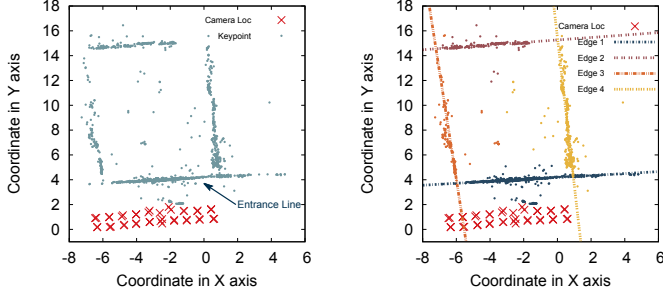 Camera Loc
Keypoint
Entrance Line
Coordinate in Y axis
18
16
14
12
10
8
6
4
2
0
-8 -6 -4 -2 0 2 4 6
Coordinate in X axis
Camera Loc
Edge 1
Edge 2
Edge 3
Edge 4
Coordinate in Y axis
18
16
14
12
10
8
6
4
2
0
-8 -6 -4 -2 0 2 4 6
Coordinate in X axis